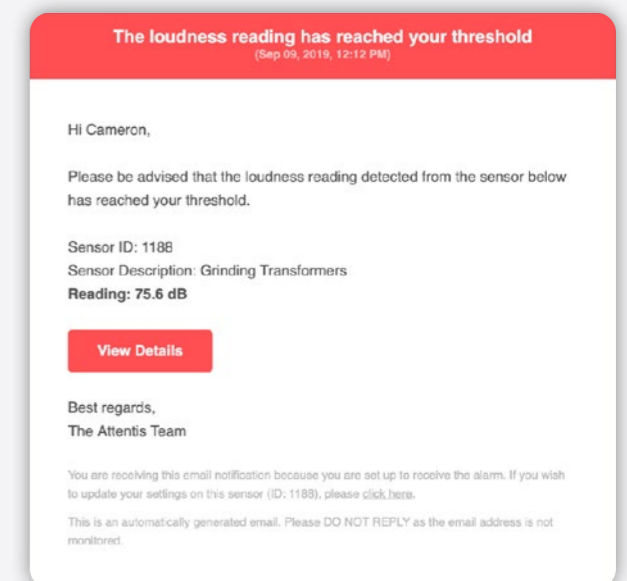 The loudness reading has reached your threshold
(Sep 09, 2019, 12:12 PM)
Hi Cameron,
Please be advised that the loudness reading detected from the sensor below
has reached your threshold.
Sensor ID: 1188
Sensor Description: Grinding Transformers
Reading: 75.6 dB
View Details
Best regards,
The Attentis Team
You are receiving this email notification because you are set up to receive the alarm. If you wish
to update your settings on this sensor (ID: 1188), please click here.
This is an automatically generated email. Please DO NOT REPLY as the email address is not
monitored.